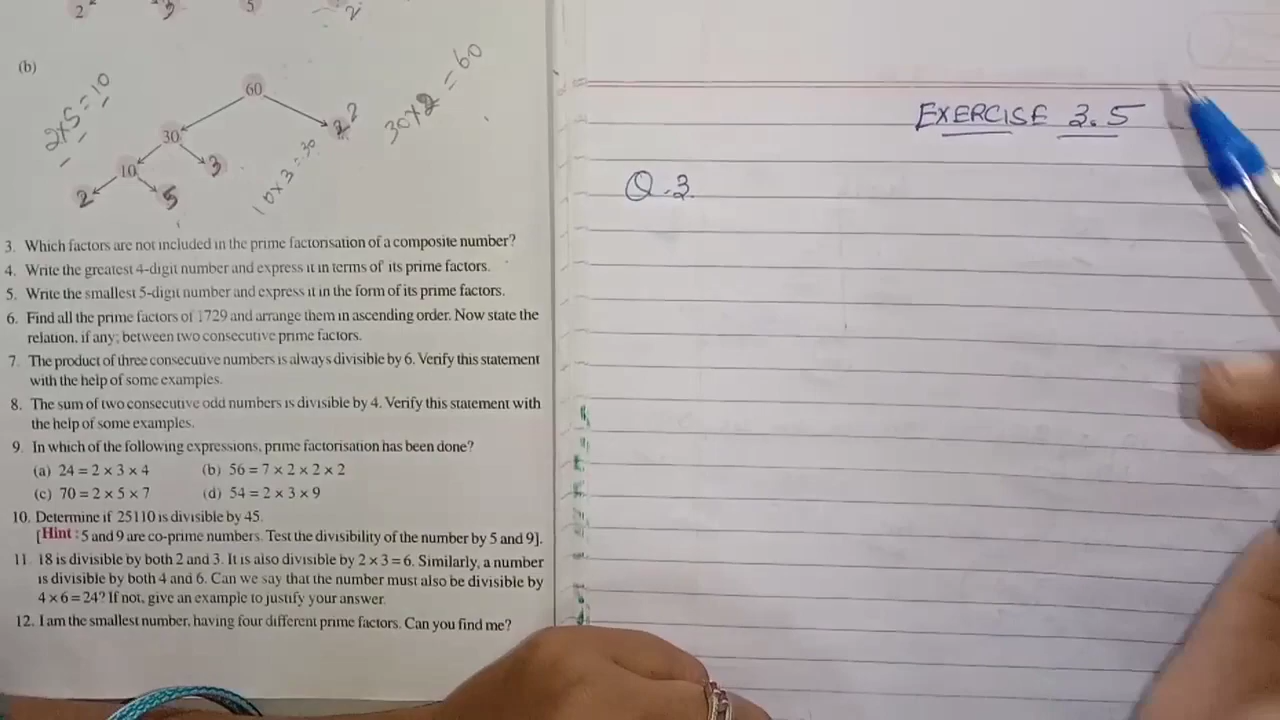 2 3 5 2
(b)
2×5=10
60
30×2=60
30
2 2
10×3=30
10
3
2
5
3. Which factors are not included in the prime factorisation of a composite number?
4. Write the greatest 4-digit number and express it in terms of its prime factors.
5. Write the smallest 5-digit number and express it in the form of its prime factors.
6. Find all the prime factors of 1729 and arrange them in ascending order. Now state the
relation, if any; between two consecutive prime factors.
7. The product of three consecutive numbers is always divisible by 6. Verify this statement
with the help of some examples.
8. The sum of two consecutive odd numbers is divisible by 4. Verify this statement with
the help of some examples.
9. In which of the following expressions, prime factorisation has been done?
(a) 24 = 2 × 3 × 4 (b) 56 = 7 × 2 × 2 × 2
(c) 70 = 2 × 5 × 7 (d) 54 = 2 × 3 × 9
10. Determine if 25110 is divisible by 45.
[Hint : 5 and 9 are co-prime numbers. Test the divisibility of the number by 5 and 9].
11. 18 is divisible by both 2 and 3. It is also divisible by 2 × 3 = 6. Similarly, a number
is divisible by both 4 and 6. Can we say that the number must also be divisible by
4 × 6 = 24? If not, give an example to justify your answer.
12. I am the smallest number, having four different prime factors. Can you find me?
EXERCISE 3.5
Q.3.